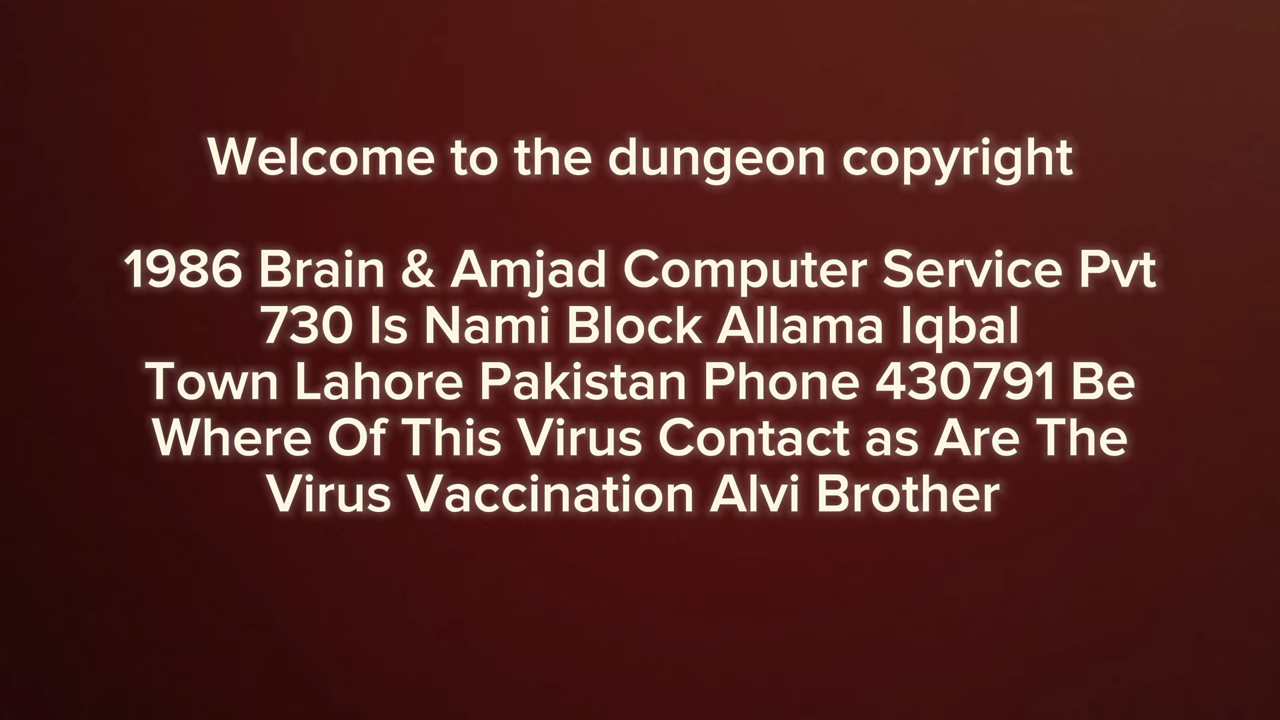 Welcome to the dungeon copyright
1986 Brain & Amjad Computer Service Pvt
730 Is Nami Block Allama Iqbal
Town Lahore Pakistan Phone 430791 Be
Where Of This Virus Contact as Are The
Virus Vaccination Alvi Brother